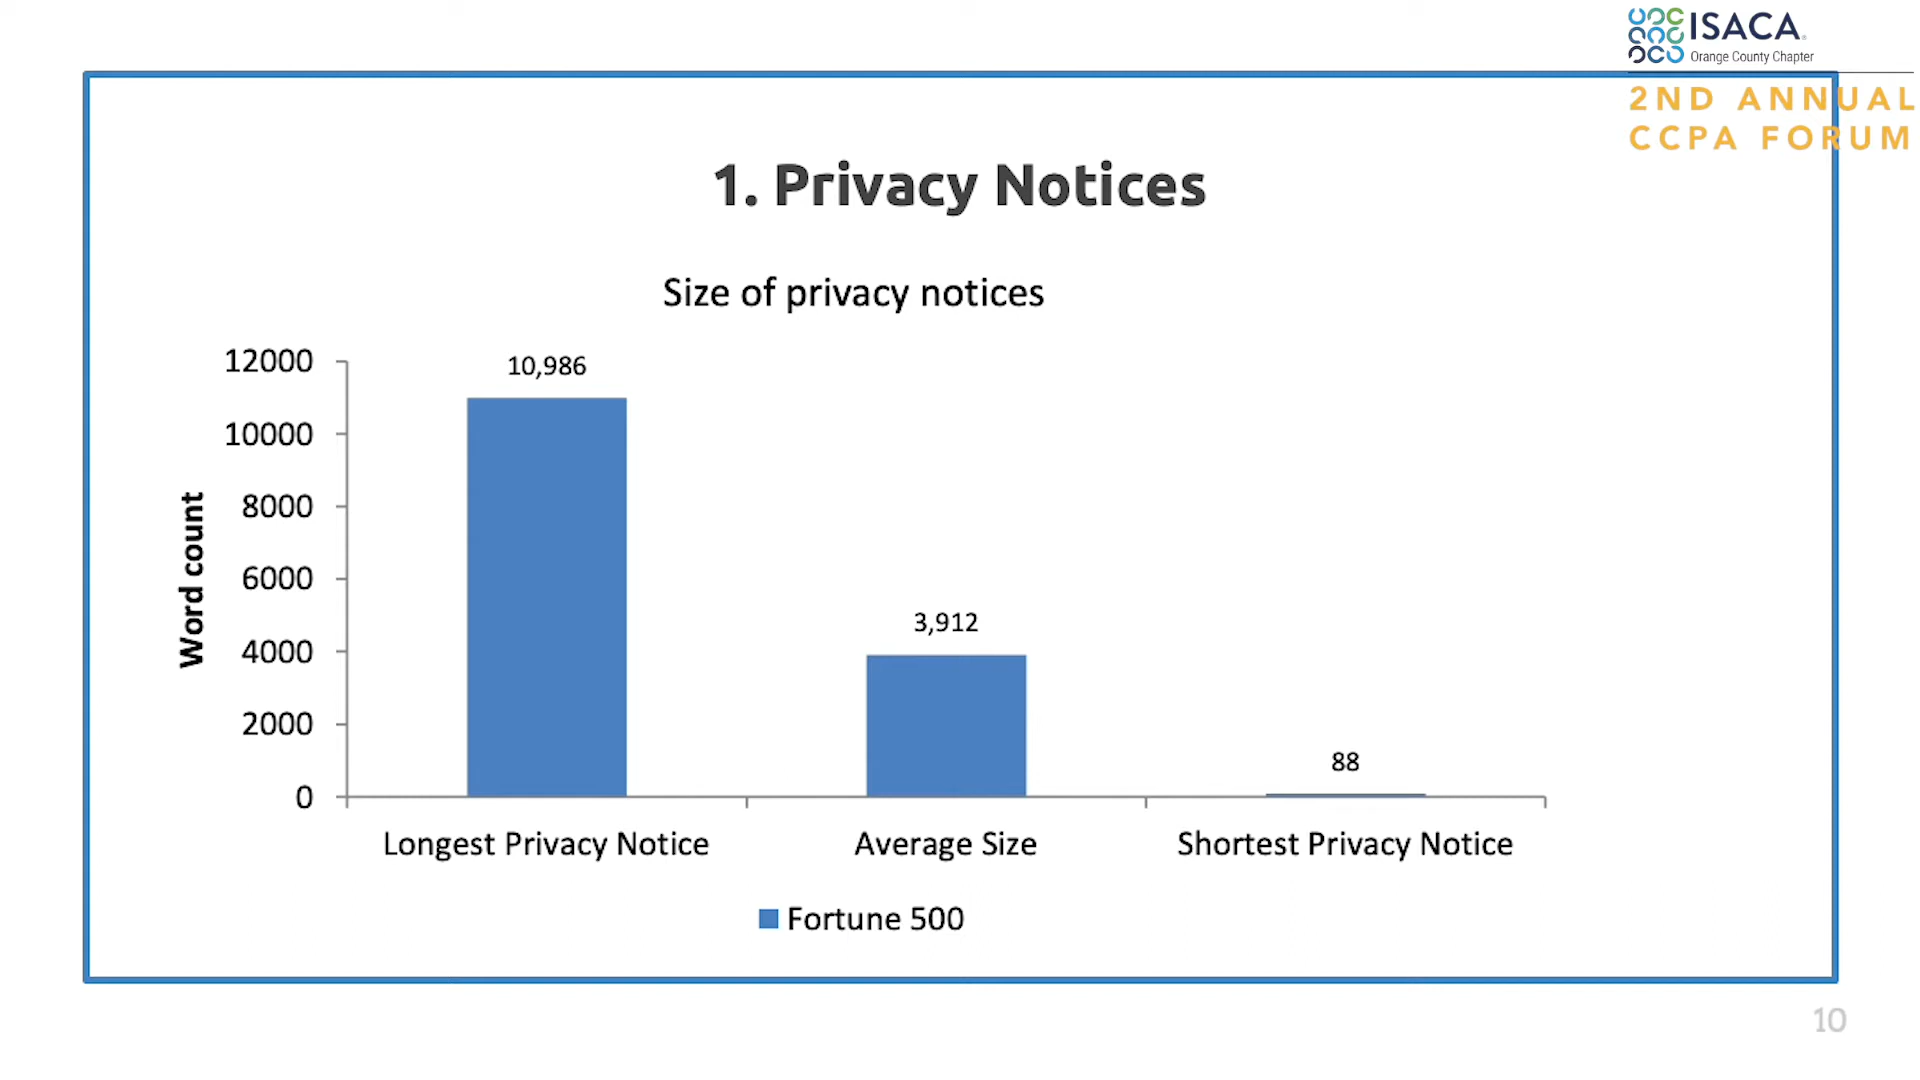 ISACA
Orange County Chapter
2ND ANNUAL
CCPA FORUM
1. Privacy Notices
Size of privacy notices
12000
10000
8000
6000
4000
2000
0
Word count
10,986
3,912
88
Longest Privacy Notice
Average Size
Shortest Privacy Notice
Fortune 500
10